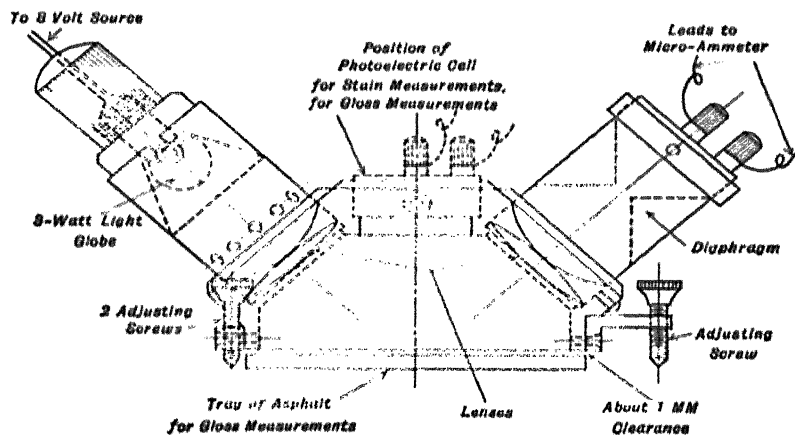 To 8 Volt Source
Position of
Photoelectric Cell
for Stain Measurements,
for Gloss Measurements
Leads to
Micro-Ammeter
8-Watt Light
Globe
Diaphragm
2 Adjusting
Screws
Adjusting
Screw
Tray of Asphalt
for Gloss Measurements
Lenses
About 1 MM
Clearance